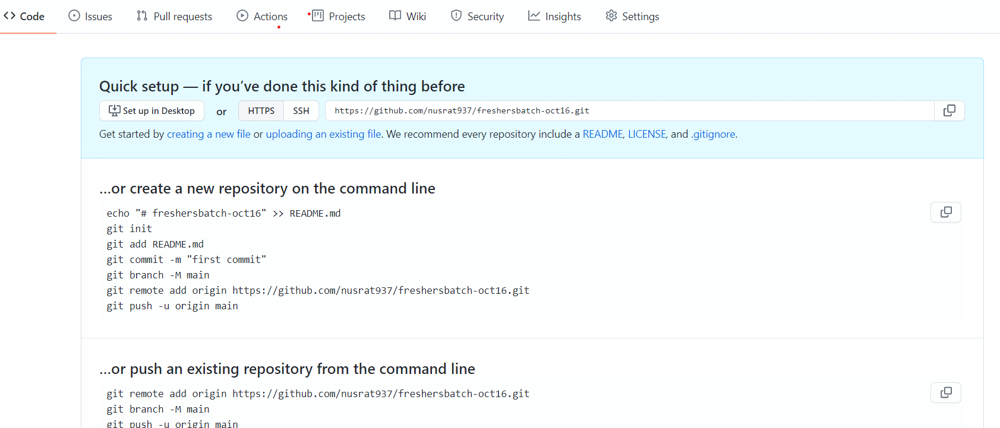 Code Issues Pull requests Actions Projects Wiki Security Insights Settings
Quick setup — if you’ve done this kind of thing before
Set up in Desktop or HTTPS SSH https://github.com/nusrat937/freshersbatch-oct16.git
Get started by creating a new file or uploading an existing file. We recommend every repository include a README, LICENSE, and .gitignore.
…or create a new repository on the command line
echo "# freshersbatch-oct16" >> README.md
git init
git add README.md
git commit -m "first commit"
git branch -M main
git remote add origin https://github.com/nusrat937/freshersbatch-oct16.git
git push -u origin main
…or push an existing repository from the command line
git remote add origin https://github.com/nusrat937/freshersbatch-oct16.git
git branch -M main
git push -u origin main